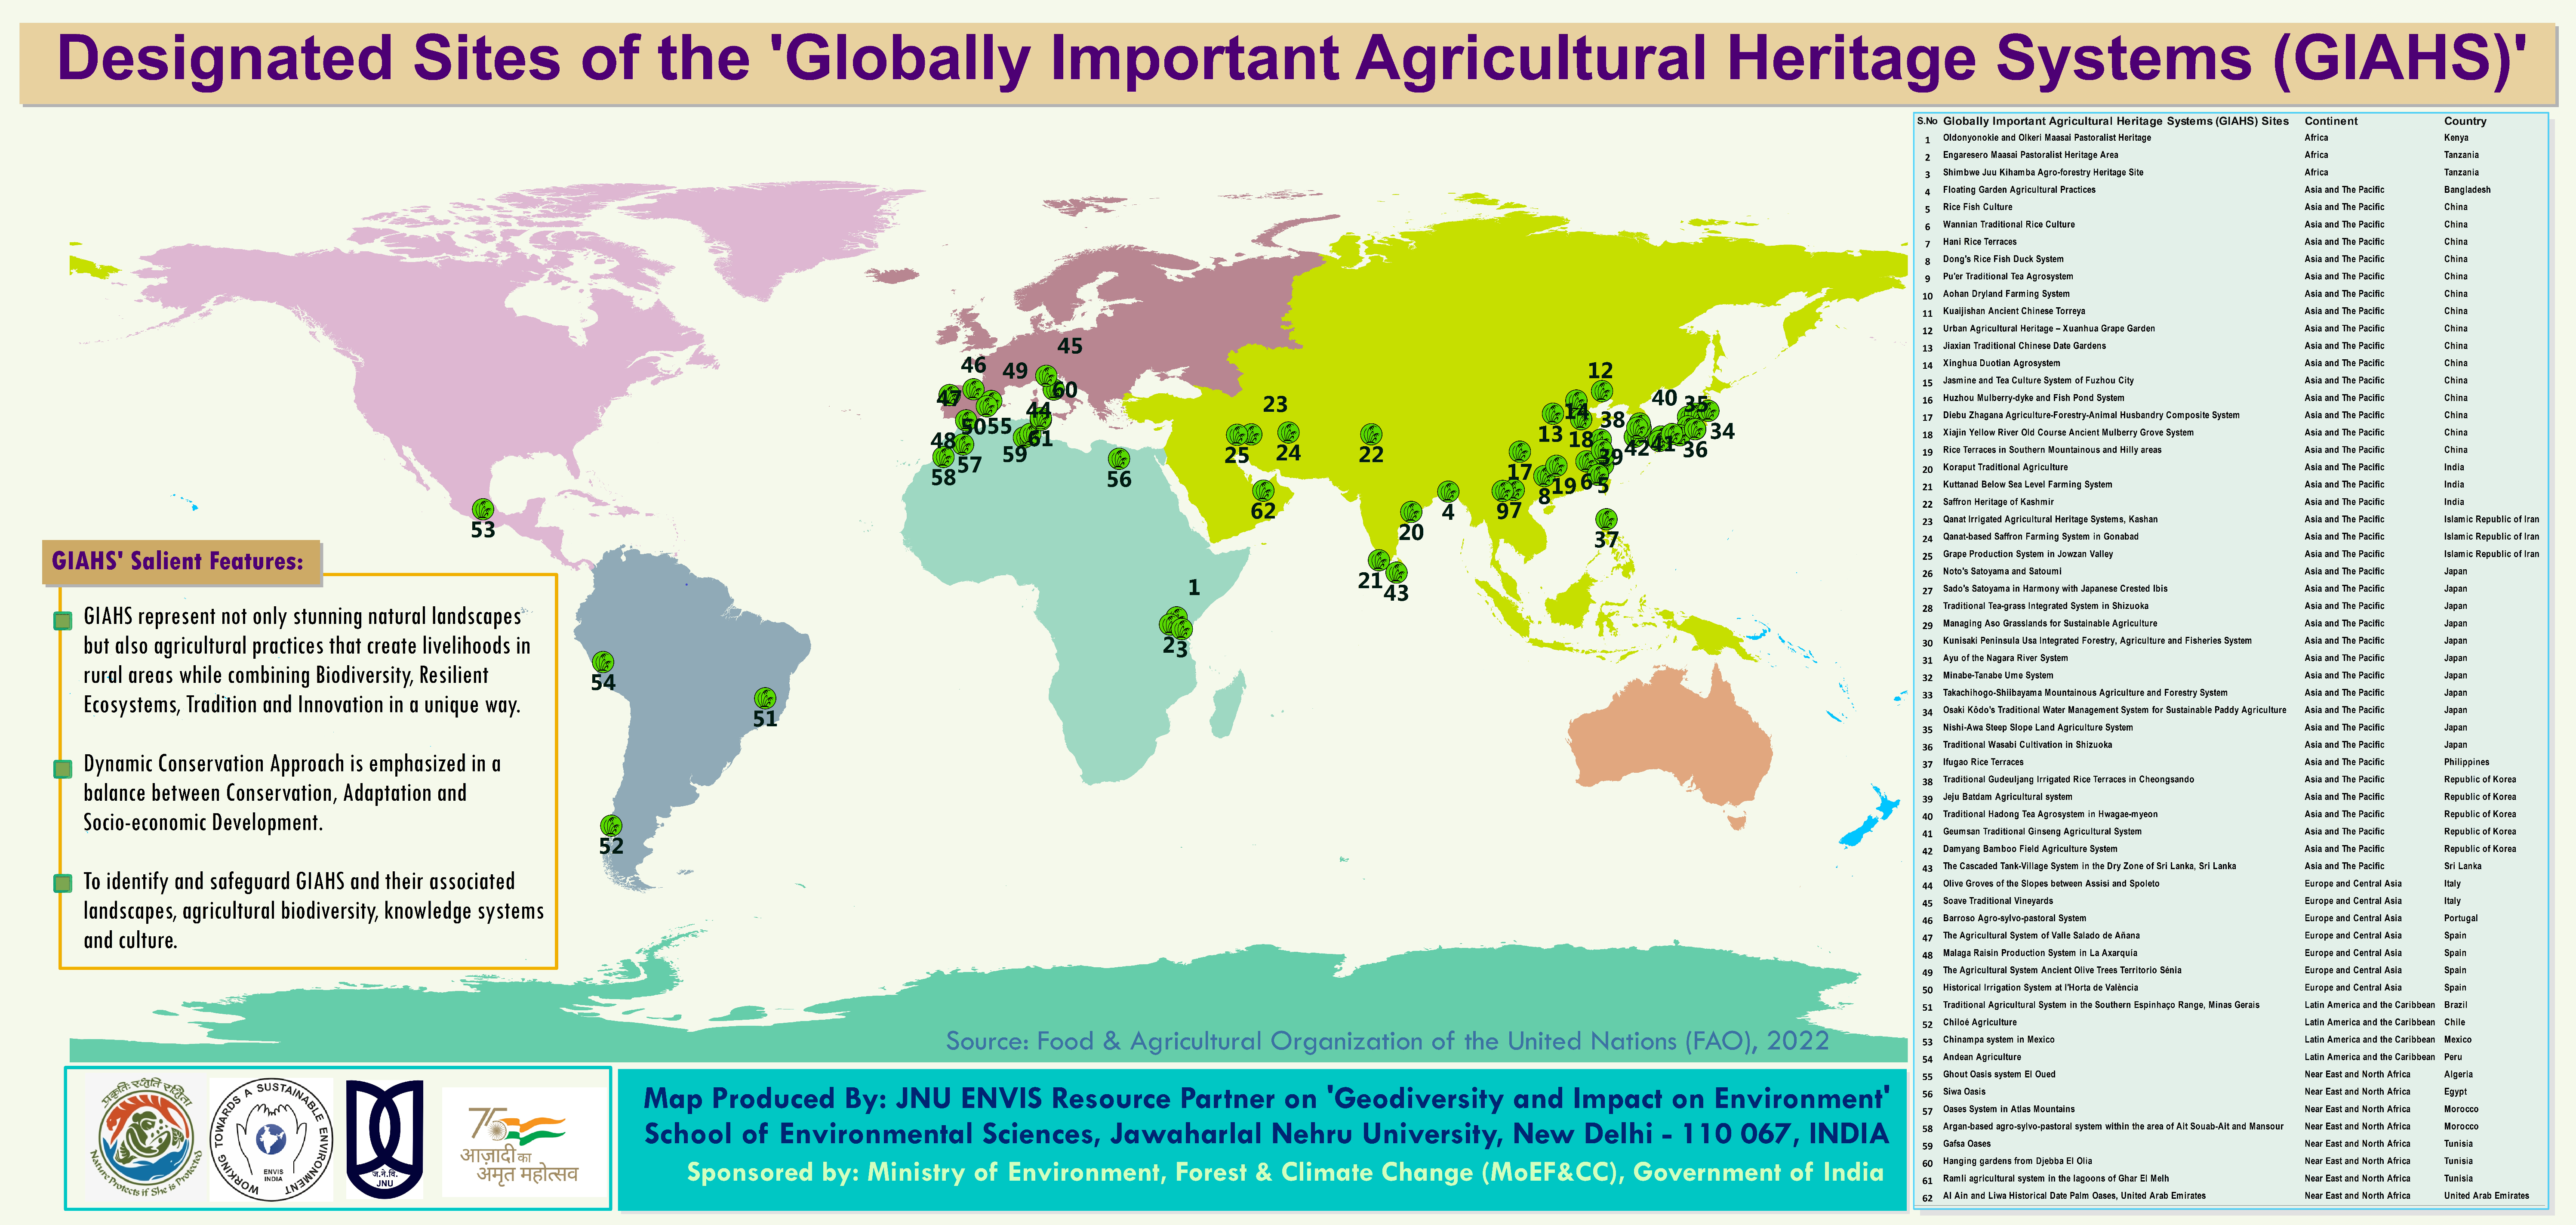 Designated Sites of the 'Globally Important Agricultural Heritage Systems (GIAHS)'
S.No Globally Important Agricultural Heritage Systems (GIAHS) Sites Continent Country
1 Oldonyonokie and Olkeri Maasai Pastoralist Heritage Africa Kenya
2 Engaresero Maasai Pastoralist Heritage Area Africa Tanzania
3 Shimbwe Juu Kihamba Agro-forestry Heritage Site Africa Tanzania
4 Floating Garden Agricultural Practices Asia and The Pacific Bangladesh
5 Rice Fish Culture Asia and The Pacific China
6 Wannian Traditional Rice Culture Asia and The Pacific China
7 Hani Rice Terraces Asia and The Pacific China
8 Dong's Rice Fish Duck System Asia and The Pacific China
9 Pu'er Traditional Tea Agrosystem Asia and The Pacific China
10 Aohan Dryland Farming System Asia and The Pacific China
11 Kuaijishan Ancient Chinese Torreya Asia and The Pacific China
12 Urban Agricultural Heritage – Xuanhua Grape Garden Asia and The Pacific China
13 Jiaxian Traditional Chinese Date Gardens Asia and The Pacific China
14 Xinghua Duotian Agrosystem Asia and The Pacific China
15 Jasmine and Tea Culture System of Fuzhou City Asia and The Pacific China
16 Huzhou Mulberry-dyke and Fish Pond System Asia and The Pacific China
17 Diebu Zhagana Agriculture-Forestry-Animal Husbandry Composite System Asia and The Pacific China
18 Xiajin Yellow River Old Course Ancient Mulberry Grove System Asia and The Pacific China
19 Rice Terraces in Southern Mountainous and Hilly areas Asia and The Pacific China
20 Koraput Traditional Agriculture Asia and The Pacific India
21 Kuttanad Below Sea Level Farming System Asia and The Pacific India
22 Saffron Heritage of Kashmir Asia and The Pacific India
23 Qanat Irrigated Agricultural Heritage Systems, Kashan Asia and The Pacific Islamic Republic of Iran
24 Qanat-based Saffron Farming System in Gonabad Asia and The Pacific Islamic Republic of Iran
25 Grape Production System in Jowzan Valley Asia and The Pacific Islamic Republic of Iran
26 Noto's Satoyama and Satoumi Asia and The Pacific Japan
27 Sado's Satoyama in Harmony with Japanese Crested Ibis Asia and The Pacific Japan
28 Traditional Tea-grass Integrated System in Shizuoka Asia and The Pacific Japan
29 Managing Aso Grasslands for Sustainable Agriculture Asia and The Pacific Japan
30 Kunisaki Peninsula Usa Integrated Forestry, Agriculture and Fisheries System Asia and The Pacific Japan
31 Ayu of the Nagara River System Asia and The Pacific Japan
32 Minabe-Tanabe Ume System Asia and The Pacific Japan
33 Takachihogo-Shiibayama Mountainous Agriculture and Forestry System Asia and The Pacific Japan
34 Osaki Kōdo's Traditional Water Management System for Sustainable Paddy Agriculture Asia and The Pacific Japan
35 Nishi-Awa Steep Slope Land Agriculture System Asia and The Pacific Japan
36 Traditional Wasabi Cultivation in Shizuoka Asia and The Pacific Japan
37 Ifugao Rice Terraces Asia and The Pacific Philippines
38 Traditional Gudeuljang Irrigated Rice Terraces in Cheongsando Asia and The Pacific Republic of Korea
39 Jeju Batdam Agricultural system Asia and The Pacific Republic of Korea
40 Traditional Hadong Tea Agrosystem in Hwagae-myeon Asia and The Pacific Republic of Korea
41 Geumsan Traditional Ginseng Agricultural System Asia and The Pacific Republic of Korea
42 Damyang Bamboo Field Agriculture System Asia and The Pacific Republic of Korea
43 The Cascaded Tank-Village System in the Dry Zone of Sri Lanka, Sri Lanka Asia and The Pacific Sri Lanka
44 Olive Groves of the Slopes between Assisi and Spoleto Europe and Central Asia Italy
45 Soave Traditional Vineyards Europe and Central Asia Italy
46 Barroso Agro-sylvo-pastoral System Europe and Central Asia Portugal
47 The Agricultural System of Valle Salado de Añana Europe and Central Asia Spain
48 Malaga Raisin Production System in La Axarquia Europe and Central Asia Spain
49 The Agricultural System Ancient Olive Trees Territorio Sénia Europe and Central Asia Spain
50 Historical Irrigation System at l'Horta de València Europe and Central Asia Spain
51 Traditional Agricultural System in the Southern Espinhaço Range, Minas Gerais Latin America and the Caribbean Brazil
52 Chiloé Agriculture Latin America and the Caribbean Chile
53 Chinampa system in Mexico Latin America and the Caribbean Mexico
54 Andean Agriculture Latin America and the Caribbean Peru
55 Ghout Oasis system El Oued Near East and North Africa Algeria
56 Siwa Oasis Near East and North Africa Egypt
57 Oases System in Atlas Mountains Near East and North Africa Morocco
58 Argan-based agro-sylvo-pastoral system within the area of Ait Souab-Ait and Mansour Near East and North Africa Morocco
59 Gafsa Oases Near East and North Africa Tunisia
60 Hanging gardens from Djebba El Olia Near East and North Africa Tunisia
61 Ramli agricultural system in the lagoons of Ghar El Melh Near East and North Africa Tunisia
62 Al Ain and Liwa Historical Date Palm Oases, United Arab Emirates Near East and North Africa United Arab Emirates
45
46 49 12
47 60 23 40 35
44 14
50 55 13 18 38 34
48 61 25 24 22 42 41 36
57 59 39
58 56 17 6 5
8 19
53 62 20 4 97 37
21 43
1
2 3
54
51
52
GIAHS' Salient Features:
GIAHS represent not only stunning natural landscapes
but also agricultural practices that create livelihoods in
rural areas while combining Biodiversity, Resilient
Ecosystems, Tradition and Innovation in a unique way.
Dynamic Conservation Approach is emphasized in a
balance between Conservation, Adaptation and
Socio-economic Development.
To identify and safeguard GIAHS and their associated
landscapes, agricultural biodiversity, knowledge systems
and culture.
Source: Food & Agricultural Organization of the United Nations (FAO), 2022
प्रकृतिः रक्षति रक्षिता
Nature Protects if She is Protected
WORKING TOWARDS A SUSTAINABLE ENVIRONMENT
ENVIS
INDIA
ज.ने.वि.
JNU
75
आज़ादी का
अमृत महोत्सव
Map Produced By: JNU ENVIS Resource Partner on 'Geodiversity and Impact on Environment'
School of Environmental Sciences, Jawaharlal Nehru University, New Delhi - 110 067, INDIA
Sponsored by: Ministry of Environment, Forest & Climate Change (MoEF&CC), Government of India